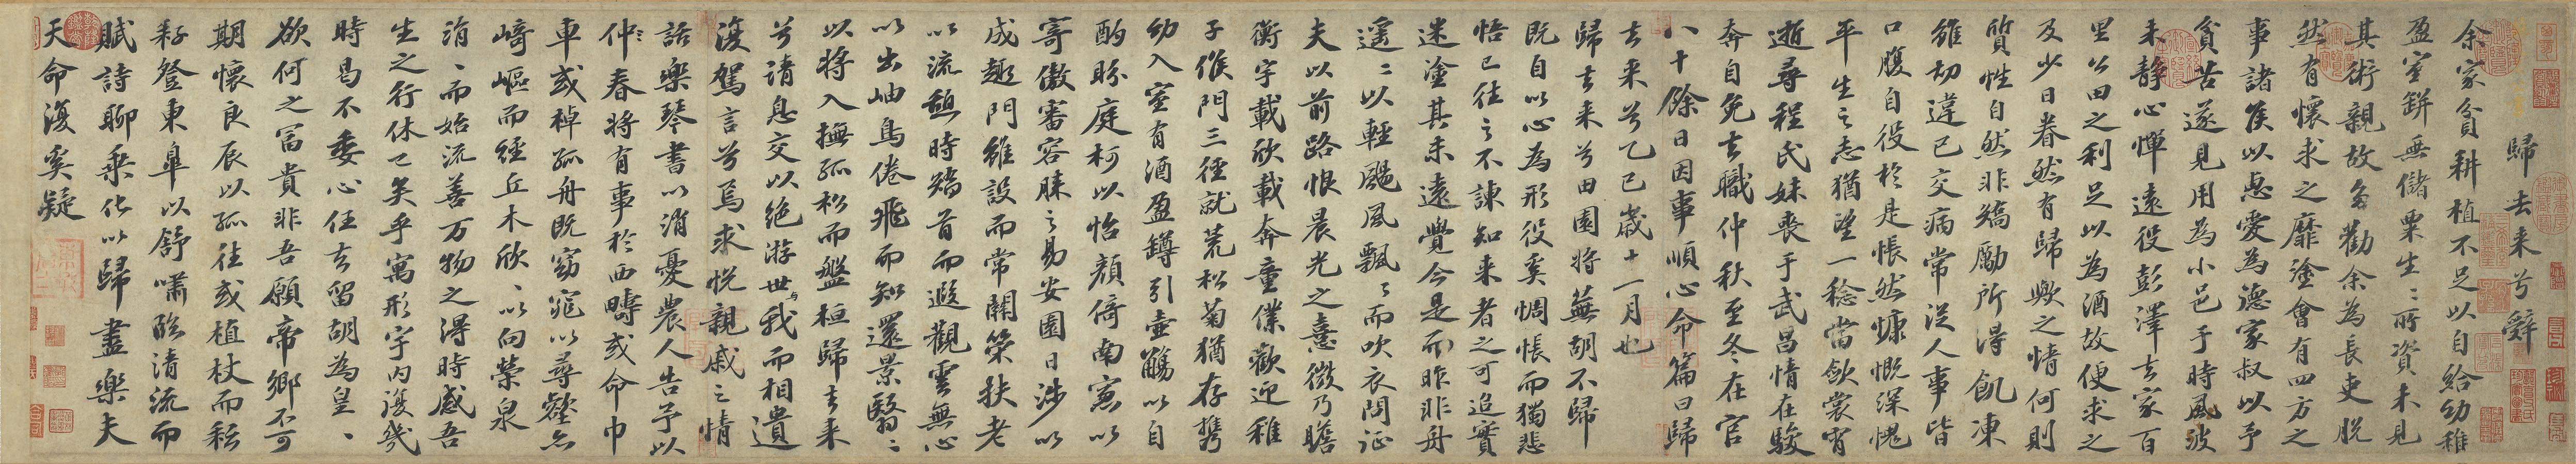 歸去来兮辭
余家貧耕植不足以自給幼稚
盈室缾無儲粟生〻所資未見
其術親故多勸余為長吏脫
然有懷求之靡塗會有四方之
事諸侯以惠愛為德家叔以予
貧苦遂見用為小邑于時風波
未靜心憚遠役彭澤去家百
里公田之利足以為酒故便求之
及少日眷然有歸歟之情何則
質性自然非矯勵所得飢凍
雖切違己交病常從人事皆
口腹自役於是悵然慷慨深愧
平生之志猶望一稔當斂裳宵
逝尋程氏妹喪于武昌情在駿
奔自免去職仲秋至冬在官
八十餘日因事順心命篇曰歸
去来兮乙巳歲十一月也
歸去来兮田園將蕪胡不歸
既自以心為形役奚惆悵而獨悲
悟已往之不諫知来者之可追寔
迷塗其未遠覺今是而昨非舟
遥〻以輕颺風飄〻而吹衣問征
夫以前路恨晨光之熹微乃瞻
衡宇載欣載奔童僕歡迎稚
子候門三徑就荒松菊猶存攜
幼入室有酒盈罇引壺觴以自
酌眄庭柯以怡顏倚南窓以
寄傲審容膝之易安園日涉以
成趣門雖設而常關策扶老
以流憩時矯首而遐觀雲無心
以出岫鳥倦飛而知還景翳〻
以將入撫孤松而盤桓歸去来
兮請息交以絕游世與我而相遺
復駕言兮焉求悅親戚之情
話樂琴書以消憂農人告予以
仲春將有事於西疇或命巾
車或棹孤舟既窈窕以尋壑亦
崎嶇而經丘木欣〻以向榮泉
涓〻而始流善万物之得時感吾
生之行休已矣乎寓形宇內復幾
時曷不委心任去留胡為皇〻
欲何之富貴非吾願帝鄉不可
期懷良辰以孤往或植杖而耘
耔登東皐以舒嘯臨清流而
賦詩聊乘化以歸盡樂夫
天命復奚疑